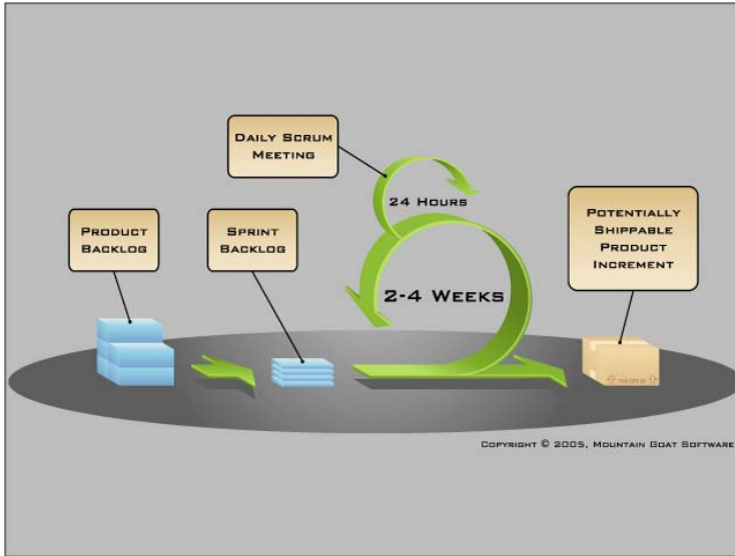 DAILY SCRUM
MEETING
24 HOURS
PRODUCT
BACKLOG
SPRINT
BACKLOG
POTENTIALLY
SHIPPABLE
PRODUCT
INCREMENT
2-4 WEEKS
COPYRIGHT © 2005, MOUNTAIN GOAT SOFTWARE